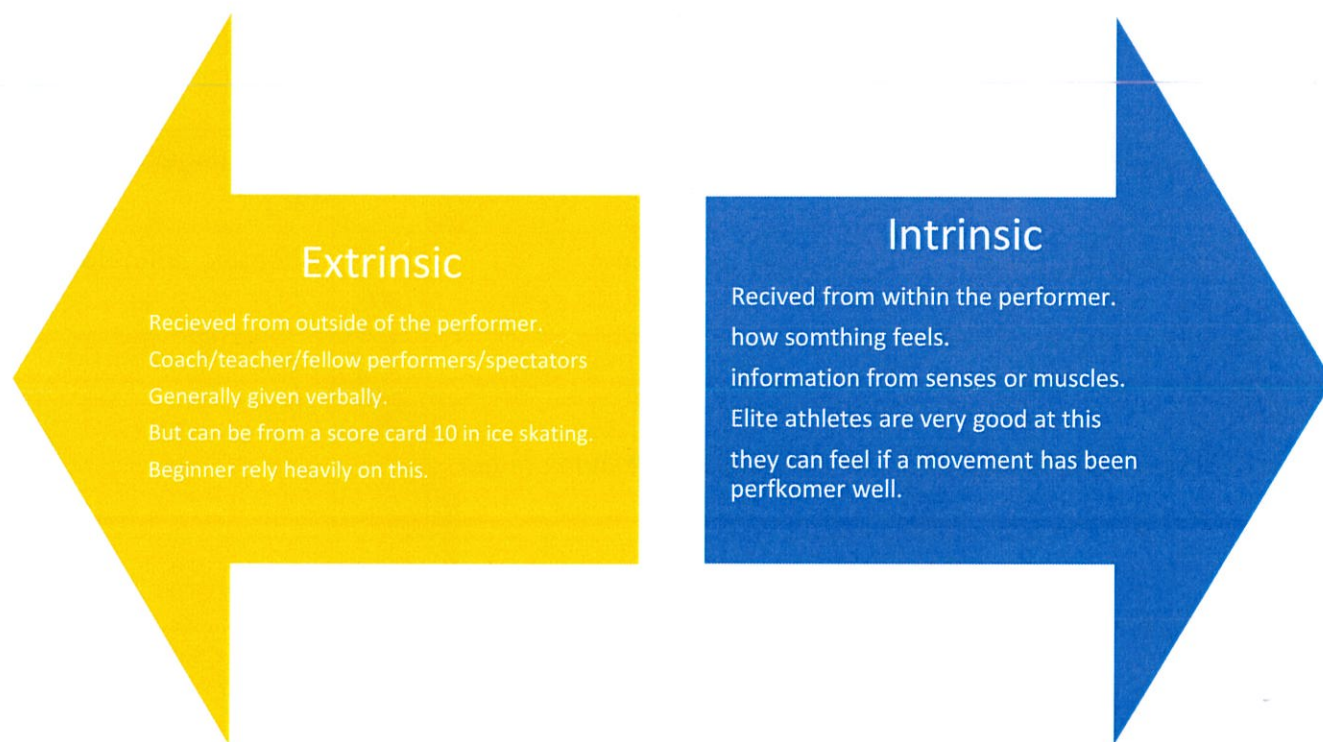 Extrinsic
Recieved from outside of the performer.
Coach/teacher/fellow performers/spectators
Generally given verbally.
But can be from a score card 10 in ice skating.
Beginner rely heavily on this.
Intrinsic
Recived from within the performer.
how somthing feels.
information from senses or muscles.
Elite athletes are very good at this
they can feel if a movement has been
perfkomer well.